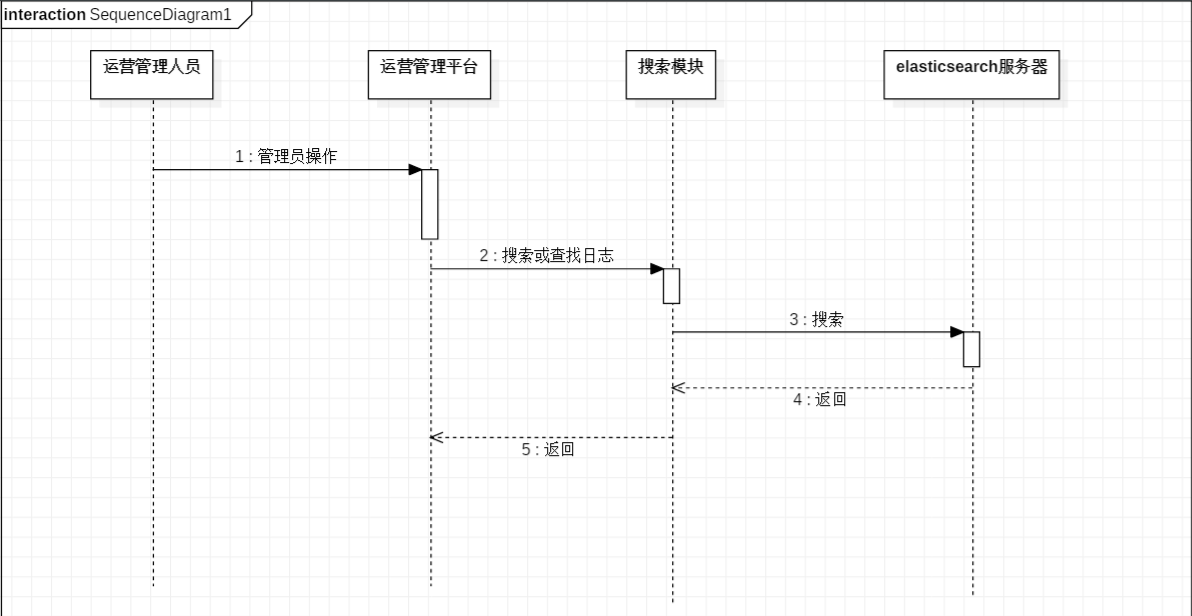 interaction SequenceDiagram1
运营管理人员
运营管理平台
搜索模块
elasticsearch服务器
1 : 管理员操作
2 : 搜索或查找日志
3 : 搜索
4 : 返回
5 : 返回